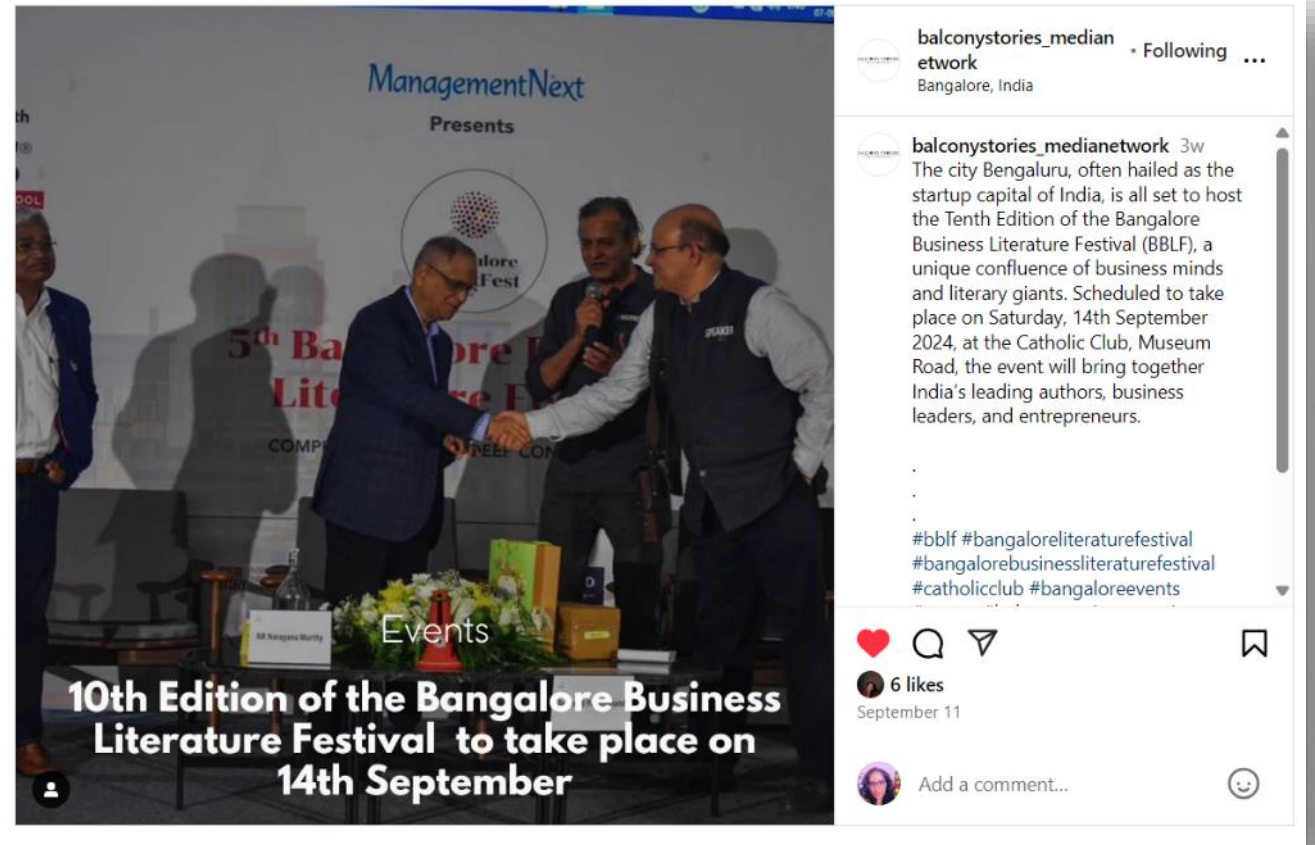 07-09
ManagementNext
Presents
5th Ba
Lit
COMP
NR Narayana Murthy
SPEAKER
Events
10th Edition of the Bangalore Business
Literature Festival to take place on
14th September
balconystories_median
etwork
• Following ...
Bangalore, India
balconystories_medianetwork 3w
The city Bengaluru, often hailed as the
startup capital of India, is all set to host
the Tenth Edition of the Bangalore
Business Literature Festival (BBLF), a
unique confluence of business minds
and literary giants. Scheduled to take
place on Saturday, 14th September
2024, at the Catholic Club, Museum
Road, the event will bring together
India's leading authors, business
leaders, and entrepreneurs.
.
.
.
#bblf #bangaloreliteraturefestival
#bangalorebusinessliteraturefestival
#catholicclub #bangaloreevents
6 likes
September 11
Add a comment...